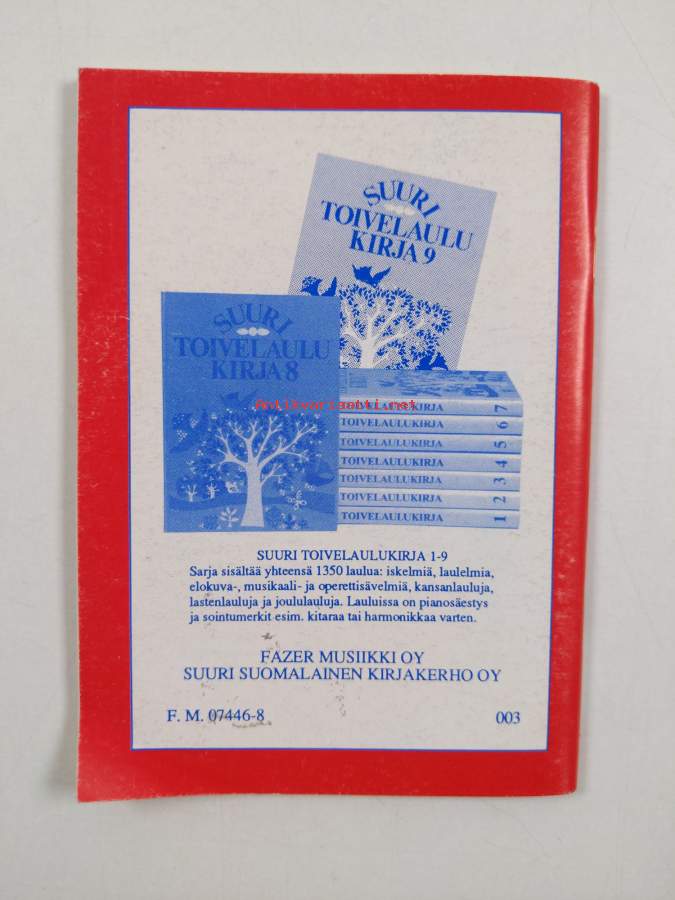 SUURI
TOIVELAULU
KIRJA 9
SUURI
TOIVELAULU
KIRJA 8
Antikvariaatti.net
TOIVELAULUKIRJA 7
TOIVELAULUKIRJA 6
TOIVELAULUKIRJA 5
TOIVELAULUKIRJA 4
TOIVELAULUKIRJA 3
TOIVELAULUKIRJA 2
TOIVELAULUKIRJA 1
SUURI TOIVELAULUKIRJA 1-9
Sarja sisältää yhteensä 1350 laulua: iskelmiä, laulelmia,
elokuva-, musikaali- ja operettisävelmiä, kansanlauluja,
lastenlauluja ja joululauluja. Lauluissa on pianosäestys
ja sointumerkit esim. kitaraa tai harmonikkaa varten.
FAZER MUSIIKKI OY
SUURI SUOMALAINEN KIRJAKERHO OY
F. M. 07446-8 003